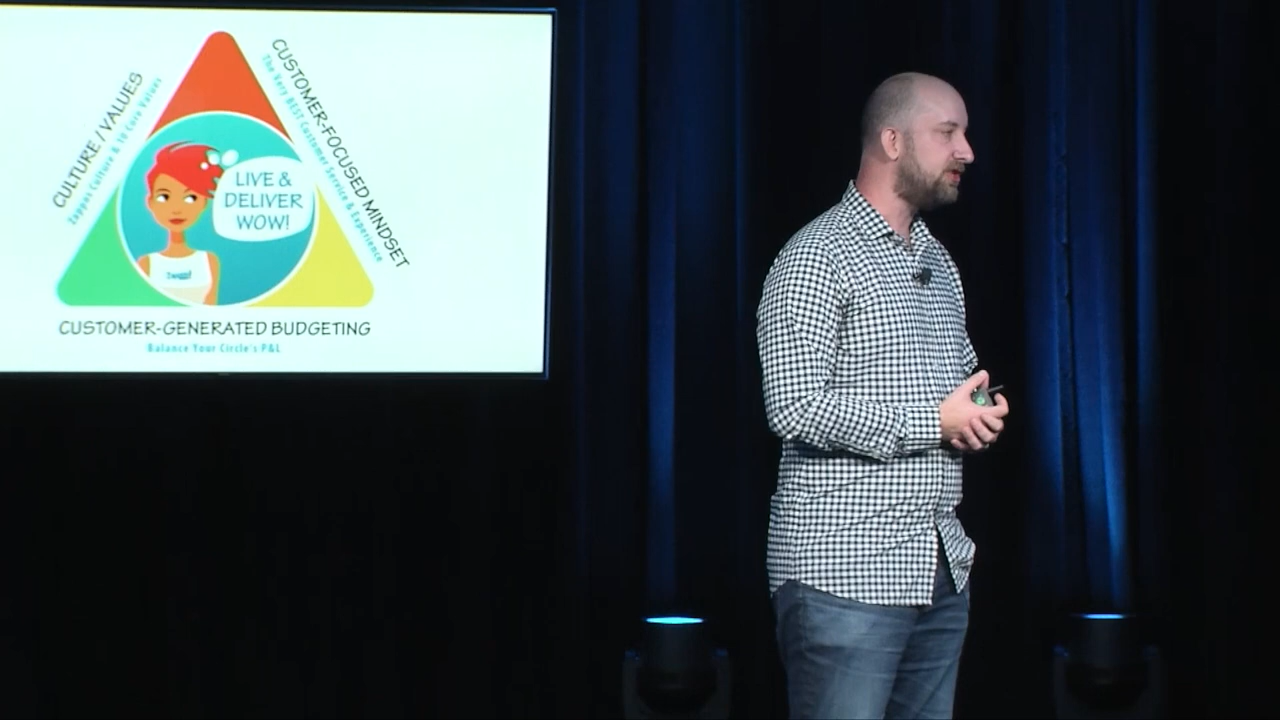 CULTURE / VALUES
Zappos Culture & 10 Core Values
CUSTOMER-FOCUSED MINDSET
The Very BEST Customer Service & Experience
LIVE &
DELIVER
WOW!
CUSTOMER-GENERATED BUDGETING
Balance Your Circle's P&L